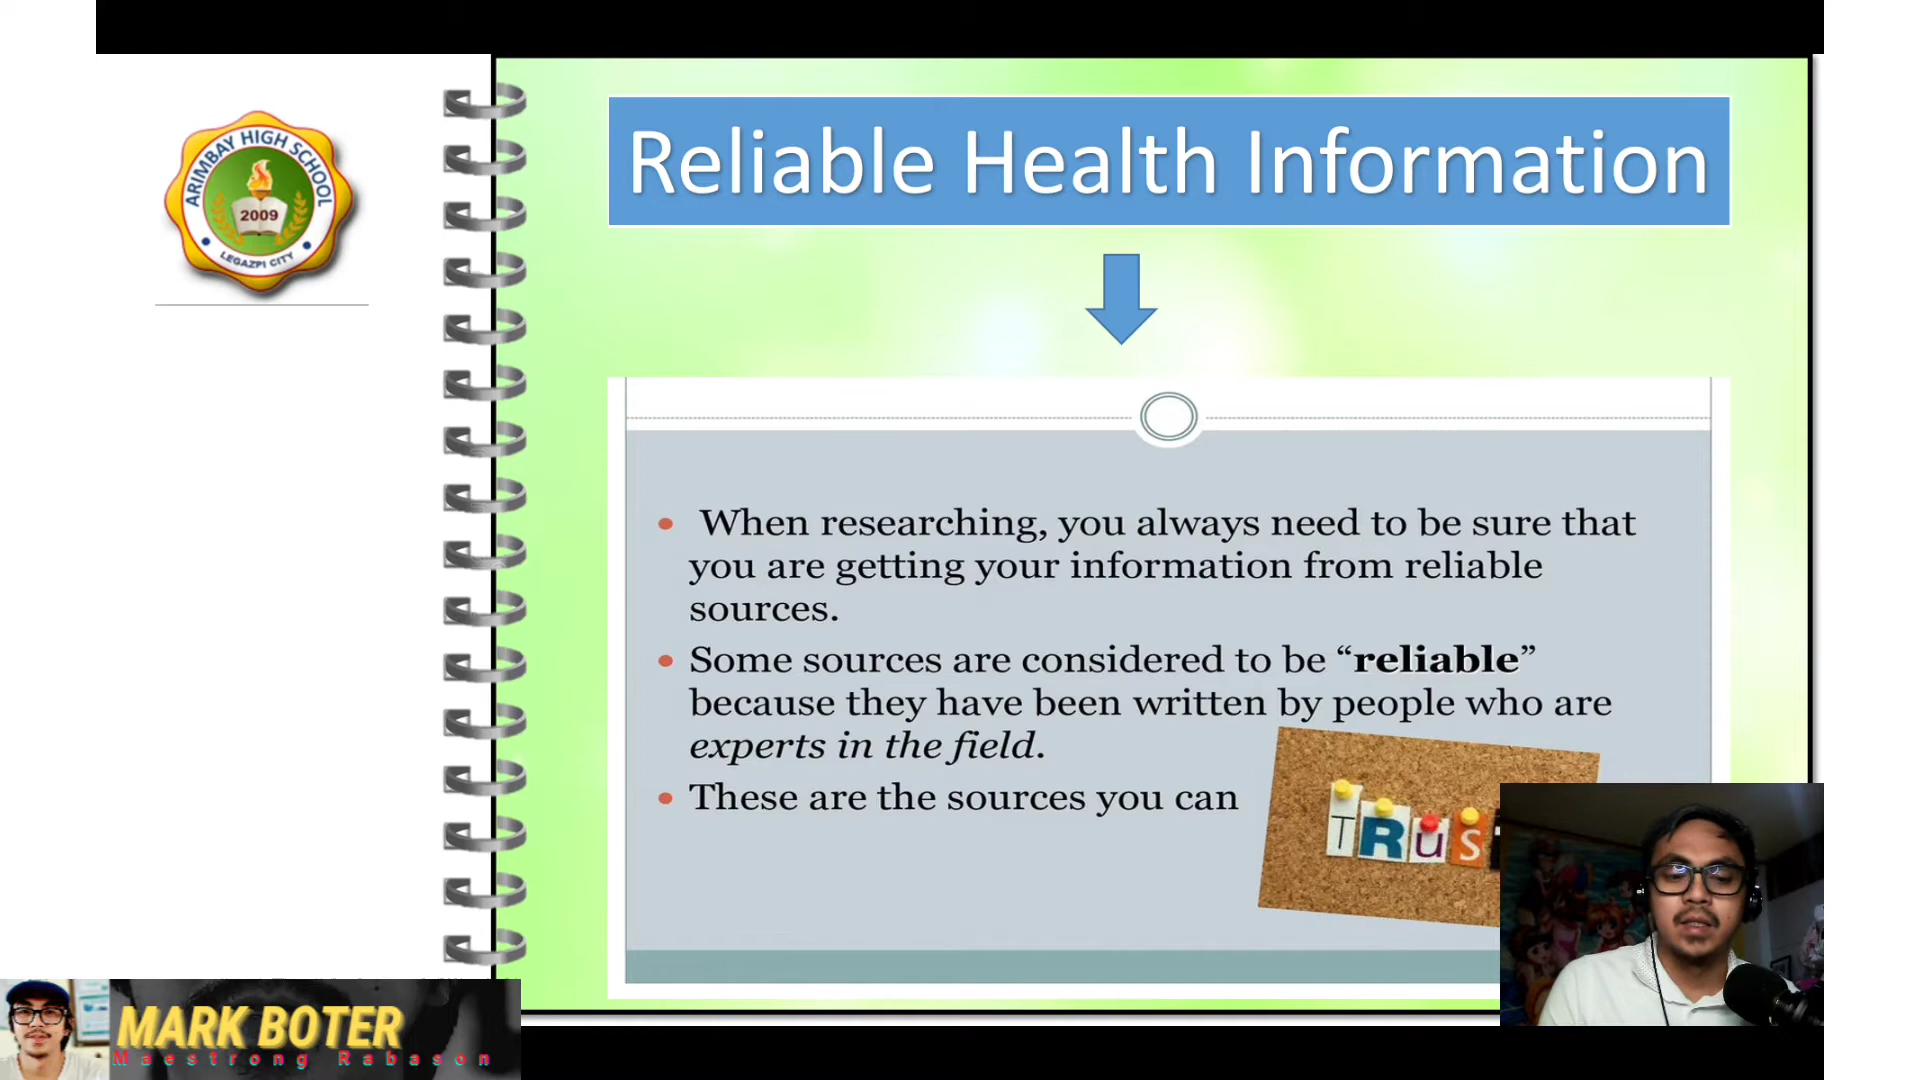 ARIMBAY HIGH SCHOOL
2009
LEGAZPI CITY
Reliable Health Information
When researching, you always need to be sure that
you are getting your information from reliable
sources.
Some sources are considered to be “reliable”
because they have been written by people who are
experts in the field.
These are the sources you can
TRUS
MARK BOTER
Maestrong Rabason